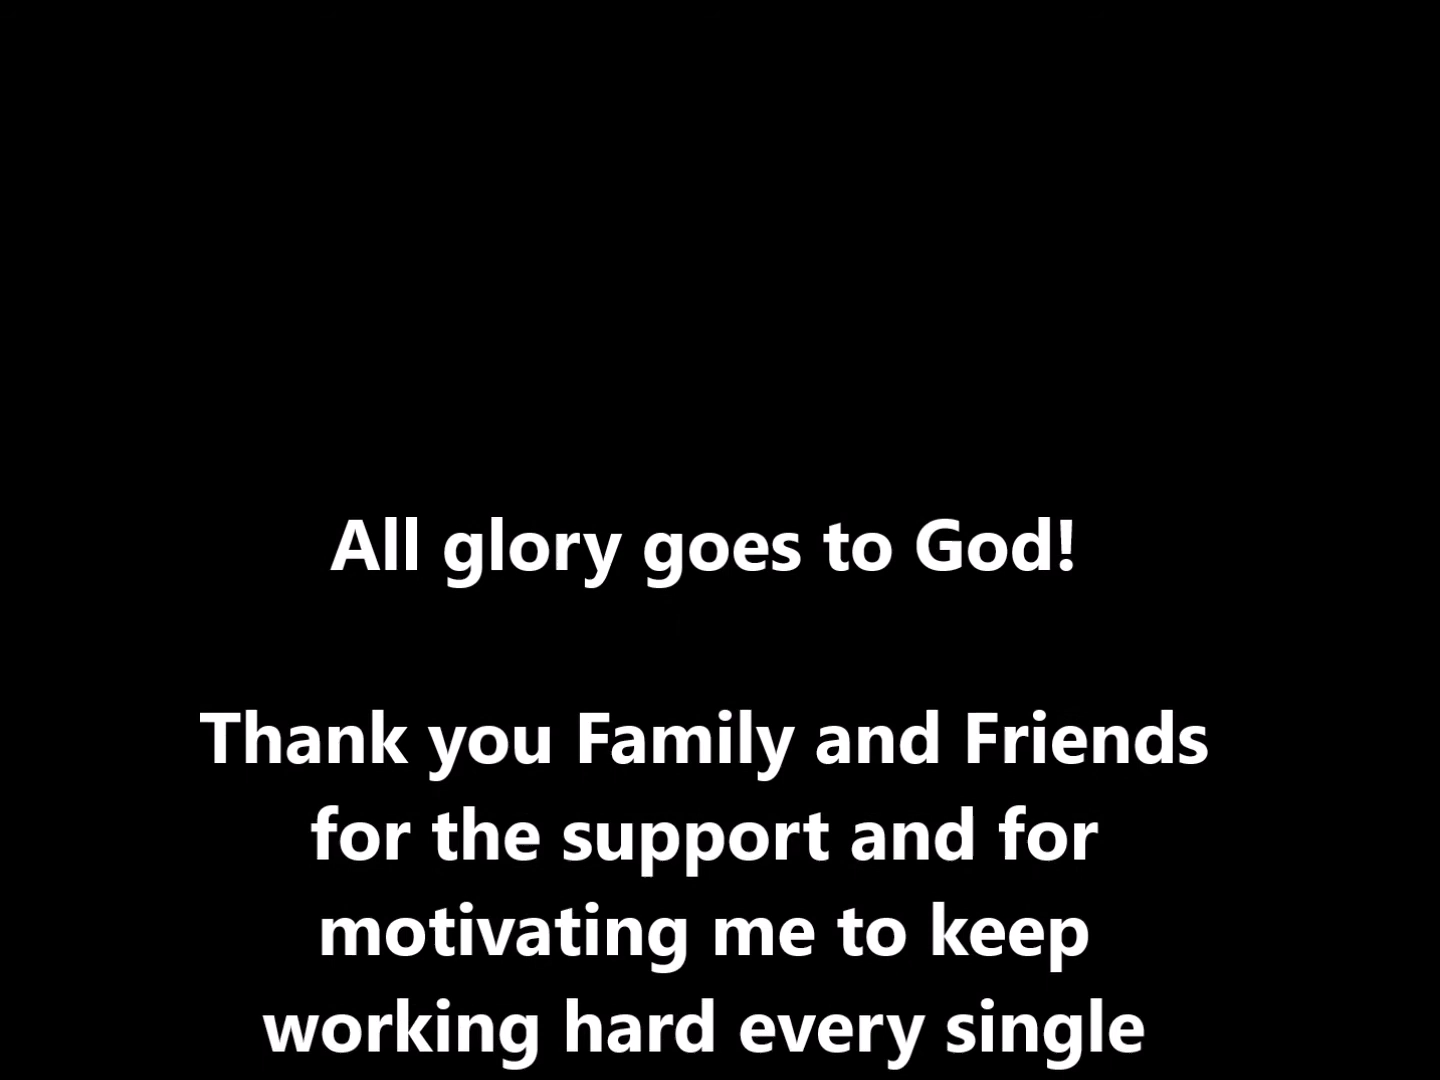 All glory goes to God!
Thank you Family and Friends
for the support and for
motivating me to keep
working hard every single